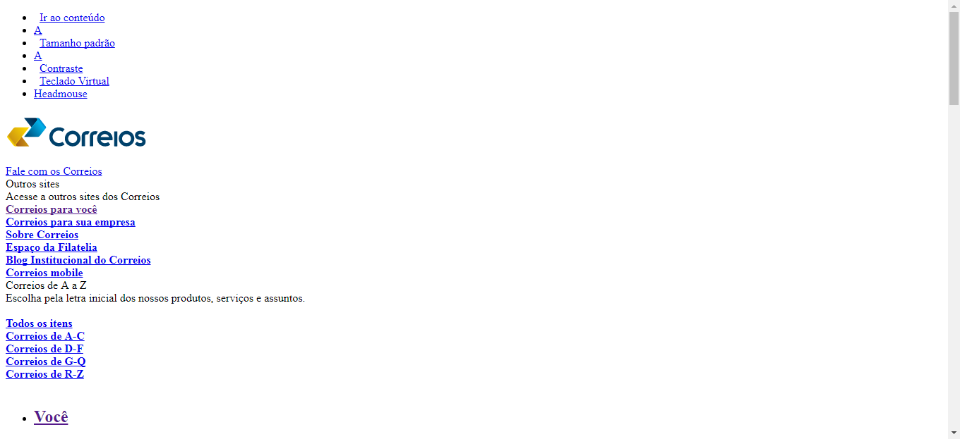 Ir ao conteúdo
A
Tamanho padrão
A
Contraste
Teclado Virtual
Headmouse
Correios
Fale com os Correios
Outros sites
Acesse a outros sites dos Correios
Correios para você
Correios para sua empresa
Sobre Correios
Espaço da Filatelia
Blog Institucional do Correios
Correios mobile
Correios de A a Z
Escolha pela letra inicial dos nossos produtos, serviços e assuntos.
Todos os itens
Correios de A-C
Correios de D-F
Correios de G-Q
Correios de R-Z
Você